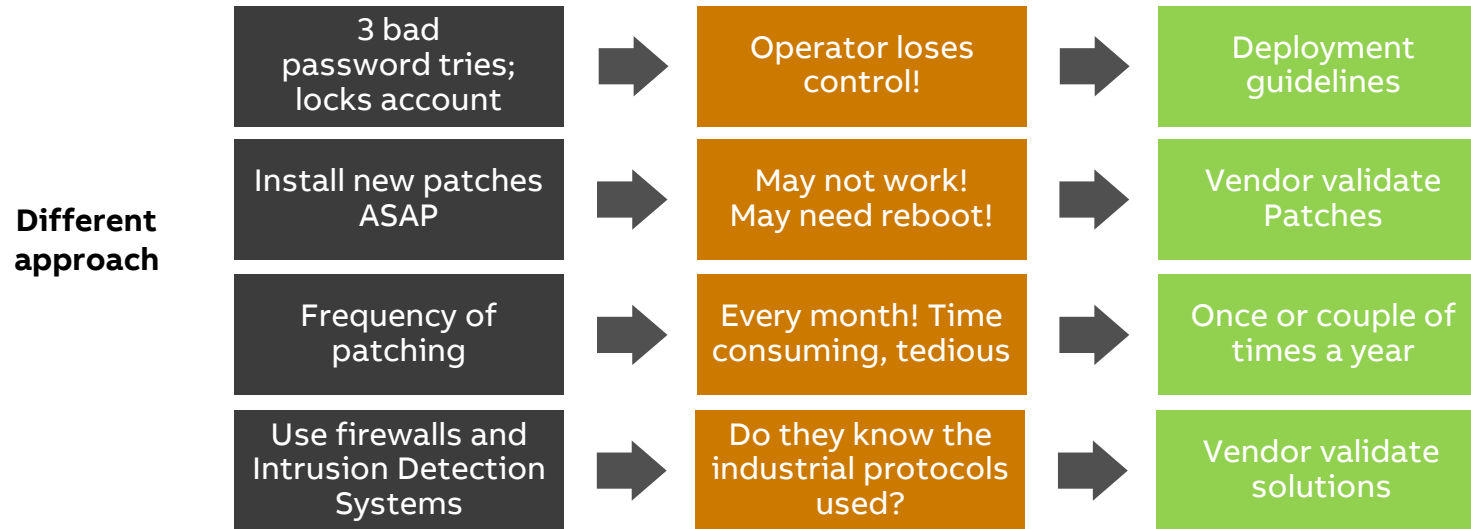 Different
approach
3 bad
password tries;
locks account
Operator loses
control!
Deployment
guidelines
Install new patches
ASAP
May not work!
May need reboot!
Vendor validate
Patches
Frequency of
patching
Every month! Time
consuming, tedious
Once or couple of
times a year
Use firewalls and
Intrusion Detection
Systems
Do they know the
industrial protocols
used?
Vendor validate
solutions